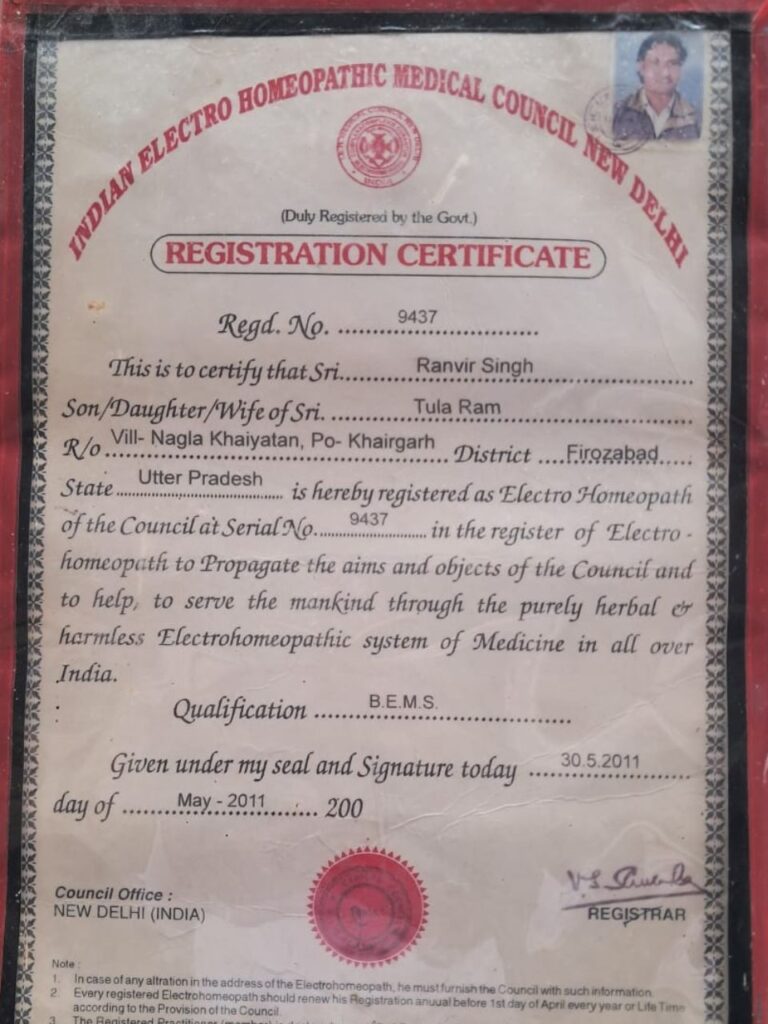 INDIAN ELECTRO HOMEOPATHIC MEDICAL COUNCIL NEW DELHI
INDIA
(Duly Registered by the Govt.)
REGISTRATION CERTIFICATE
Regd. No. ....9437....
This is to certify that Sri....Ranvir Singh....
Son/Daughter/Wife of Sri. ....Tula Ram....
R/o ....Vill- Nagla Khaiyatan, Po- Khairgarh.... District ....Firozabad....
State ....Utter Pradesh.... is hereby registered as Electro Homeopath
of the Council at Serial No. ....9437.... in the register of Electro-
homeopath to Propagate the aims and objects of the Council and
to help, to serve the mankind through the purely herbal &
harmless Electrohomeopathic system of Medicine in all over
India.
Qualification ....B.E.M.S.....
Given under my seal and Signature today ....30.5.2011....
day of ....May - 2011.... 200
Council Office :
NEW DELHI (INDIA)
REGISTRAR
Note :
1. In case of any altration in the address of the Electrohomeopath, he must furnish the Council with such information.
2. Every registered Electrohomeopath should renew his Registration anuual before 1st day of April every year or Life Time
according to the Provision of the Council.
3. The Registered Practitioner